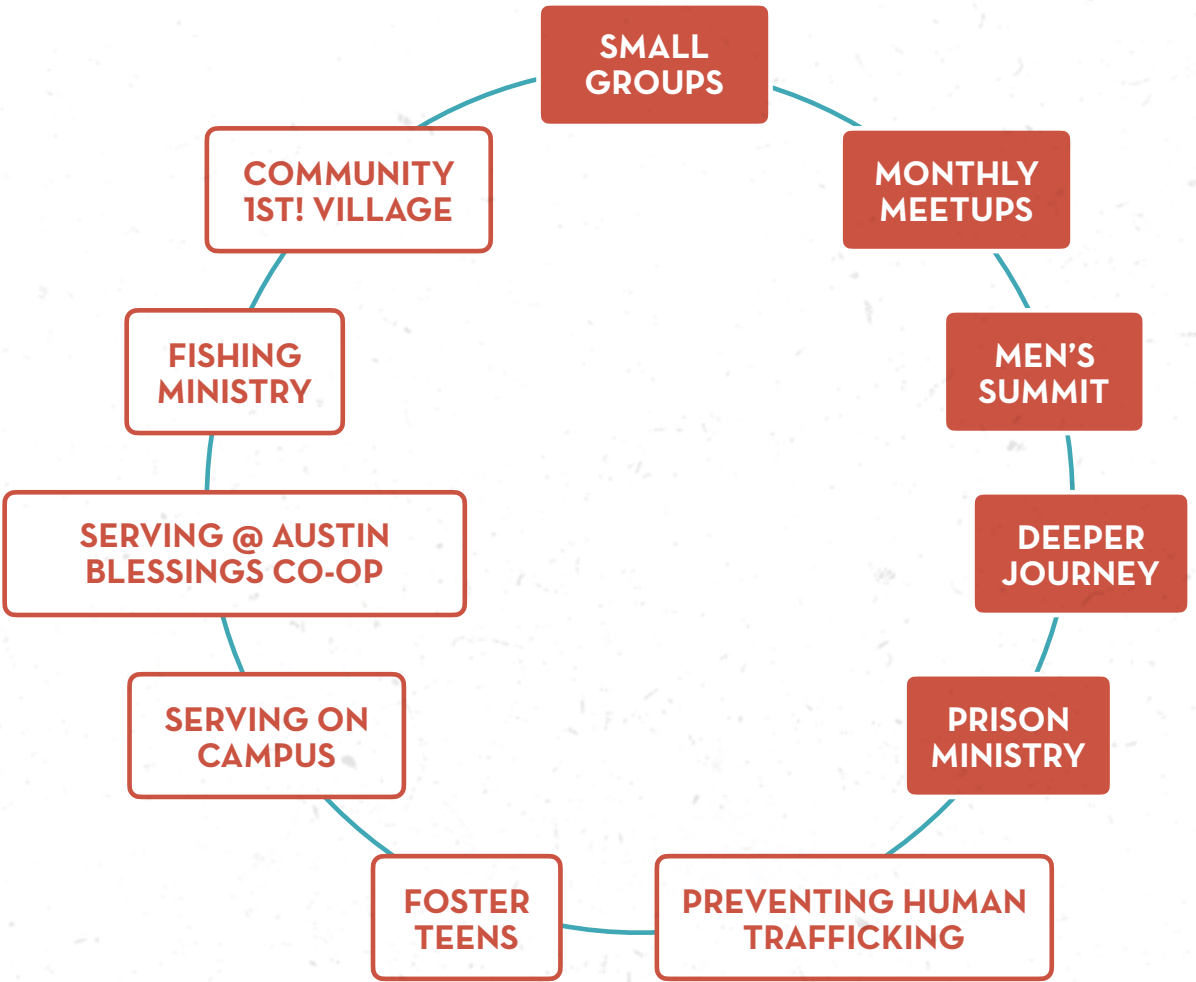 SMALL
GROUPS
MONTHLY
MEETUPS
MEN'S
SUMMIT
DEEPER
JOURNEY
PRISON
MINISTRY
PREVENTING HUMAN
TRAFFICKING
FOSTER
TEENS
SERVING ON
CAMPUS
SERVING @ AUSTIN
BLESSINGS CO-OP
FISHING
MINISTRY
COMMUNITY
1ST! VILLAGE